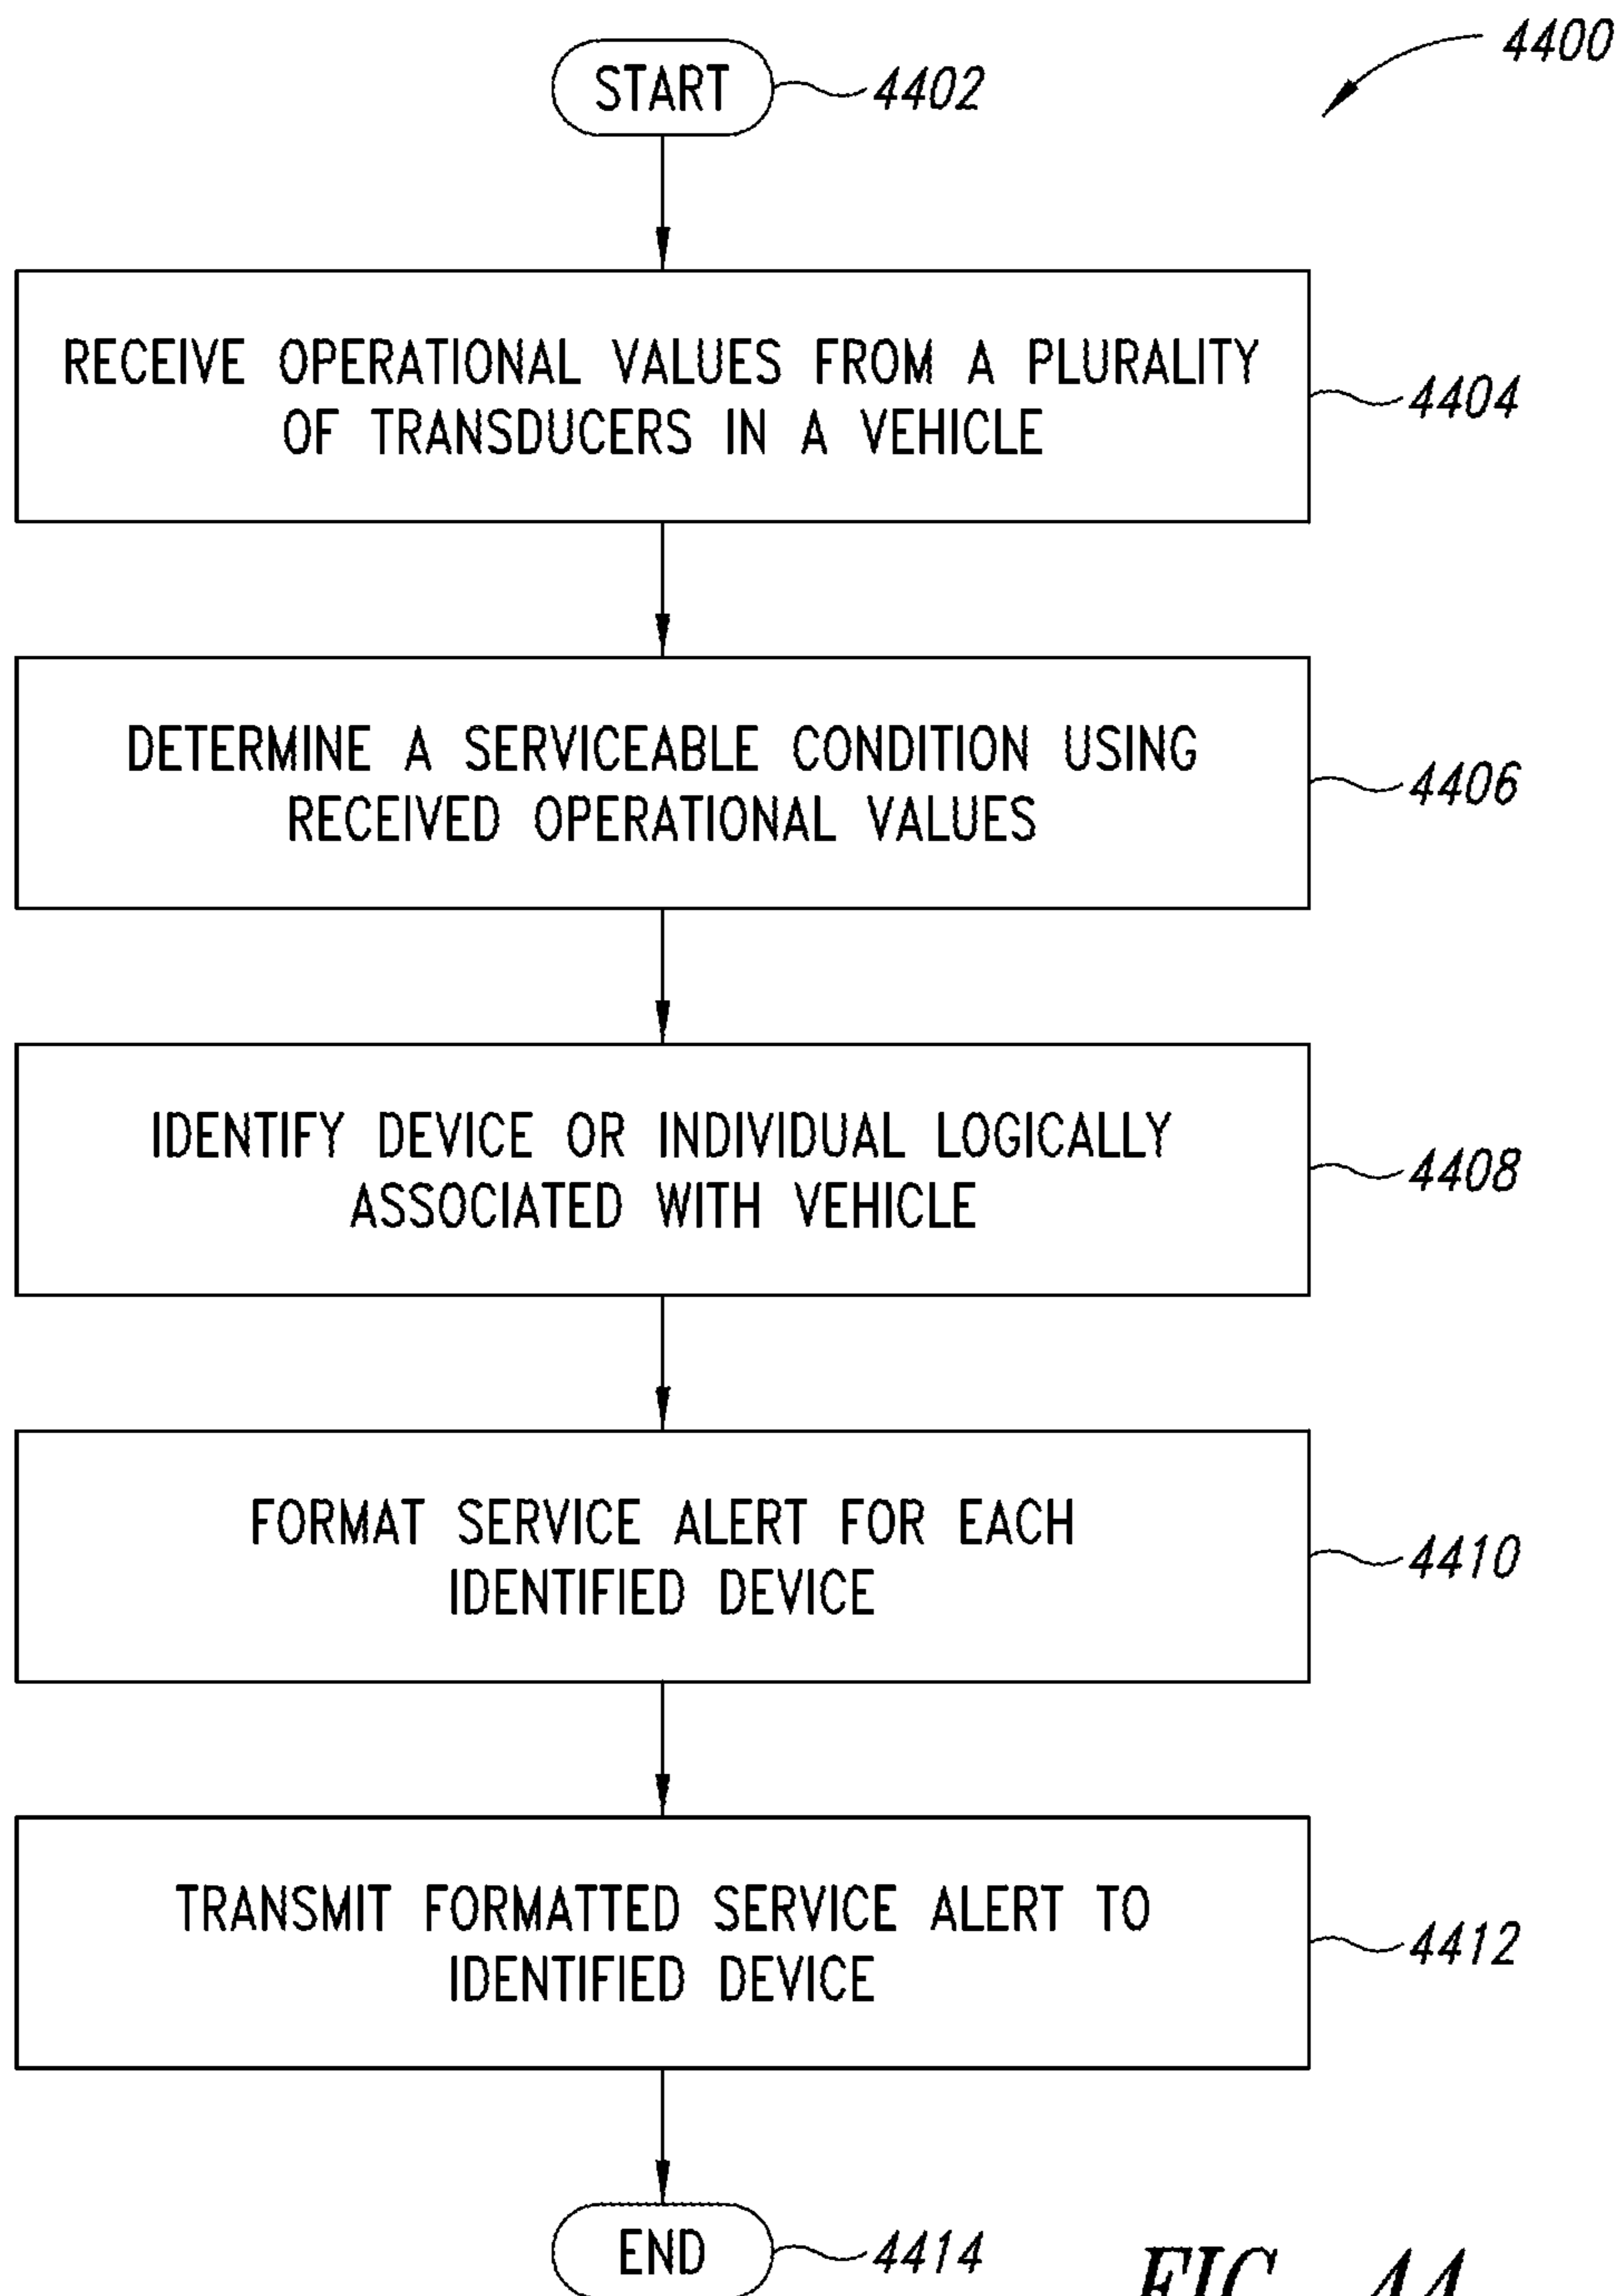 4400
START
4402
RECEIVE OPERATIONAL VALUES FROM A PLURALITY
OF TRANSDUCERS IN A VEHICLE
4404
DETERMINE A SERVICEABLE CONDITION USING
RECEIVED OPERATIONAL VALUES
4406
IDENTIFY DEVICE OR INDIVIDUAL LOGICALLY
ASSOCIATED WITH VEHICLE
4408
FORMAT SERVICE ALERT FOR EACH
IDENTIFIED DEVICE
4410
TRANSMIT FORMATTED SERVICE ALERT TO
IDENTIFIED DEVICE
4412
END
4414
FIG. 44